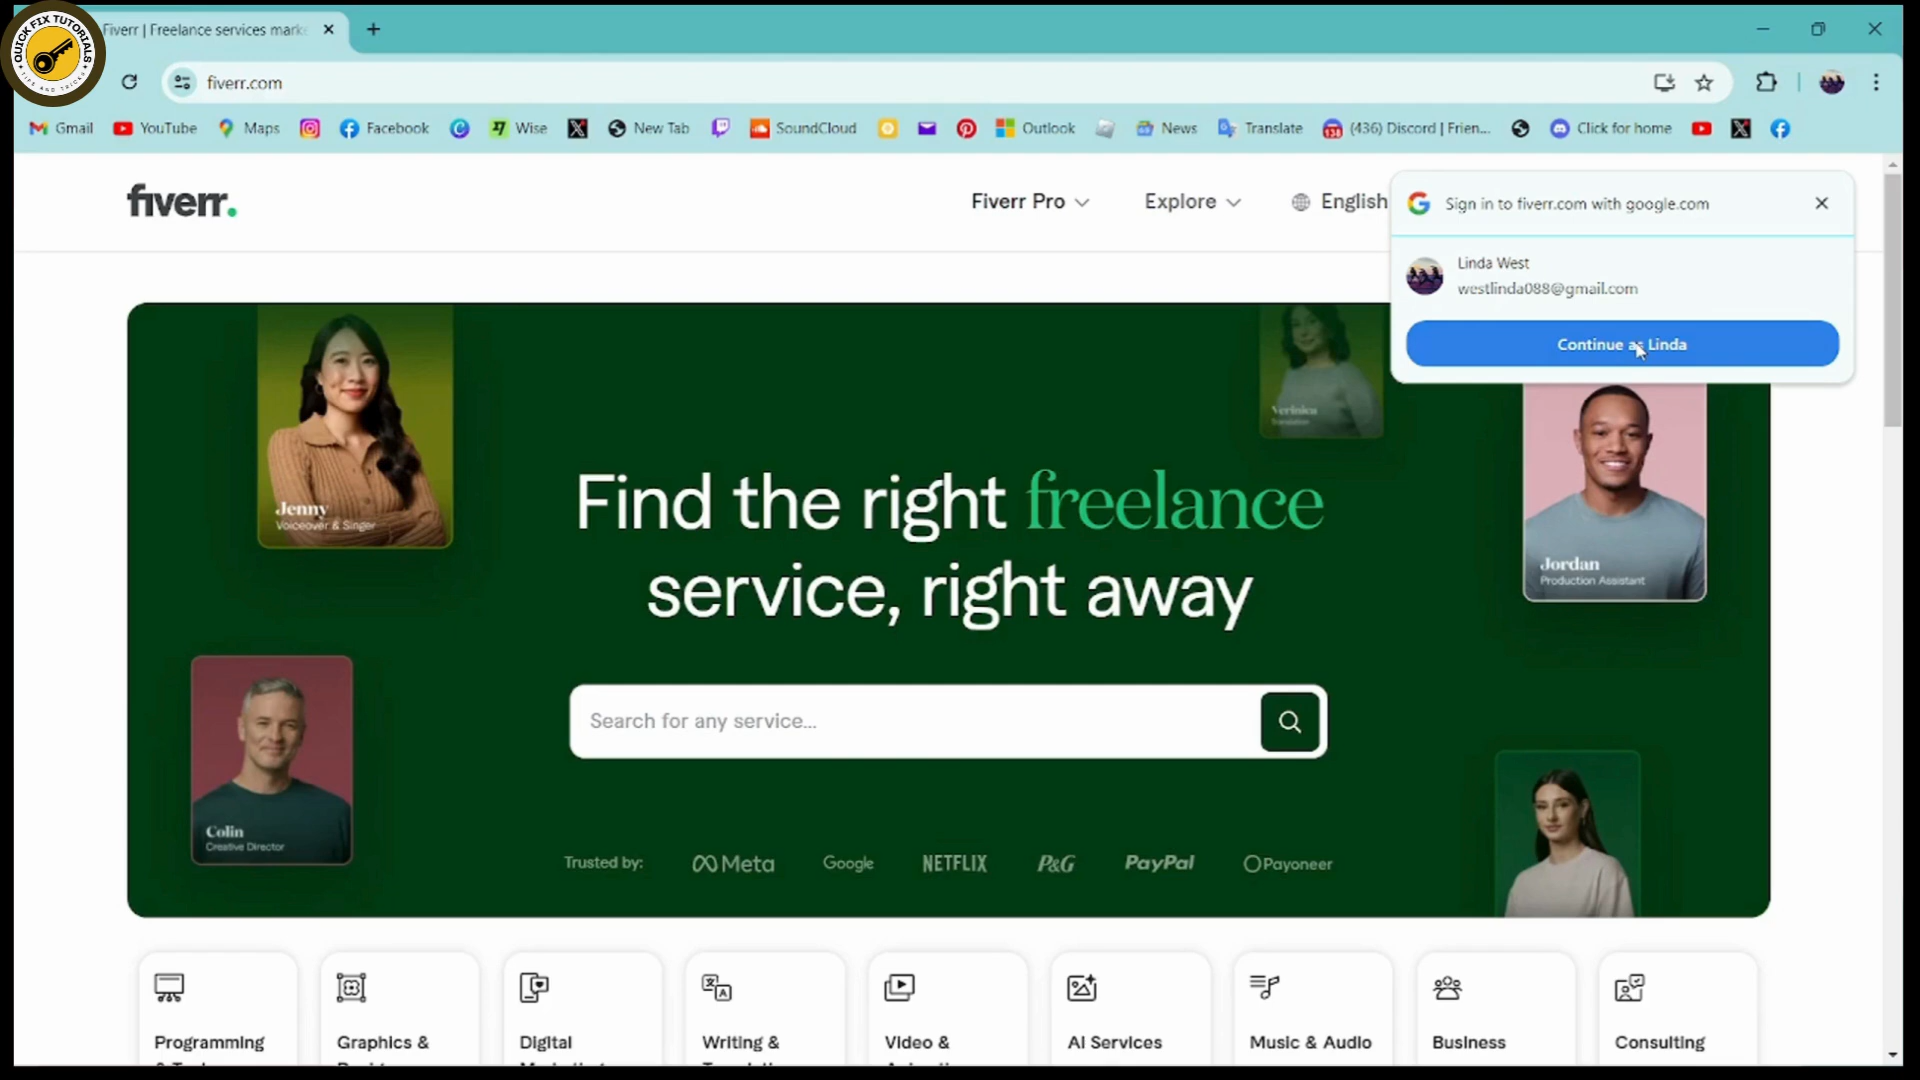 QUICK FIX TUTORIALS
TIPS AND TRICKS
Fiverr | Freelance services mark
fiverr.com
Gmail
YouTube
Maps
Facebook
Wise
New Tab
SoundCloud
Outlook
News
Translate
(436) Discord | Frien...
Click for home
fiverr.
Fiverr Pro
Explore
English
Sign in to fiverr.com with google.com
Linda West
westlinda088@gmail.com
Continue as Linda
Jenny
Voiceover & Singer
Jordan
Production Assistant
Find the right freelance
service, right away
Search for any service...
Colin
Creative Director
Trusted by:
Meta
Google
NETFLIX
P&G
PayPal
Payoneer
Programming
Graphics &
Digital
Writing &
Video &
AI Services
Music & Audio
Business
Consulting